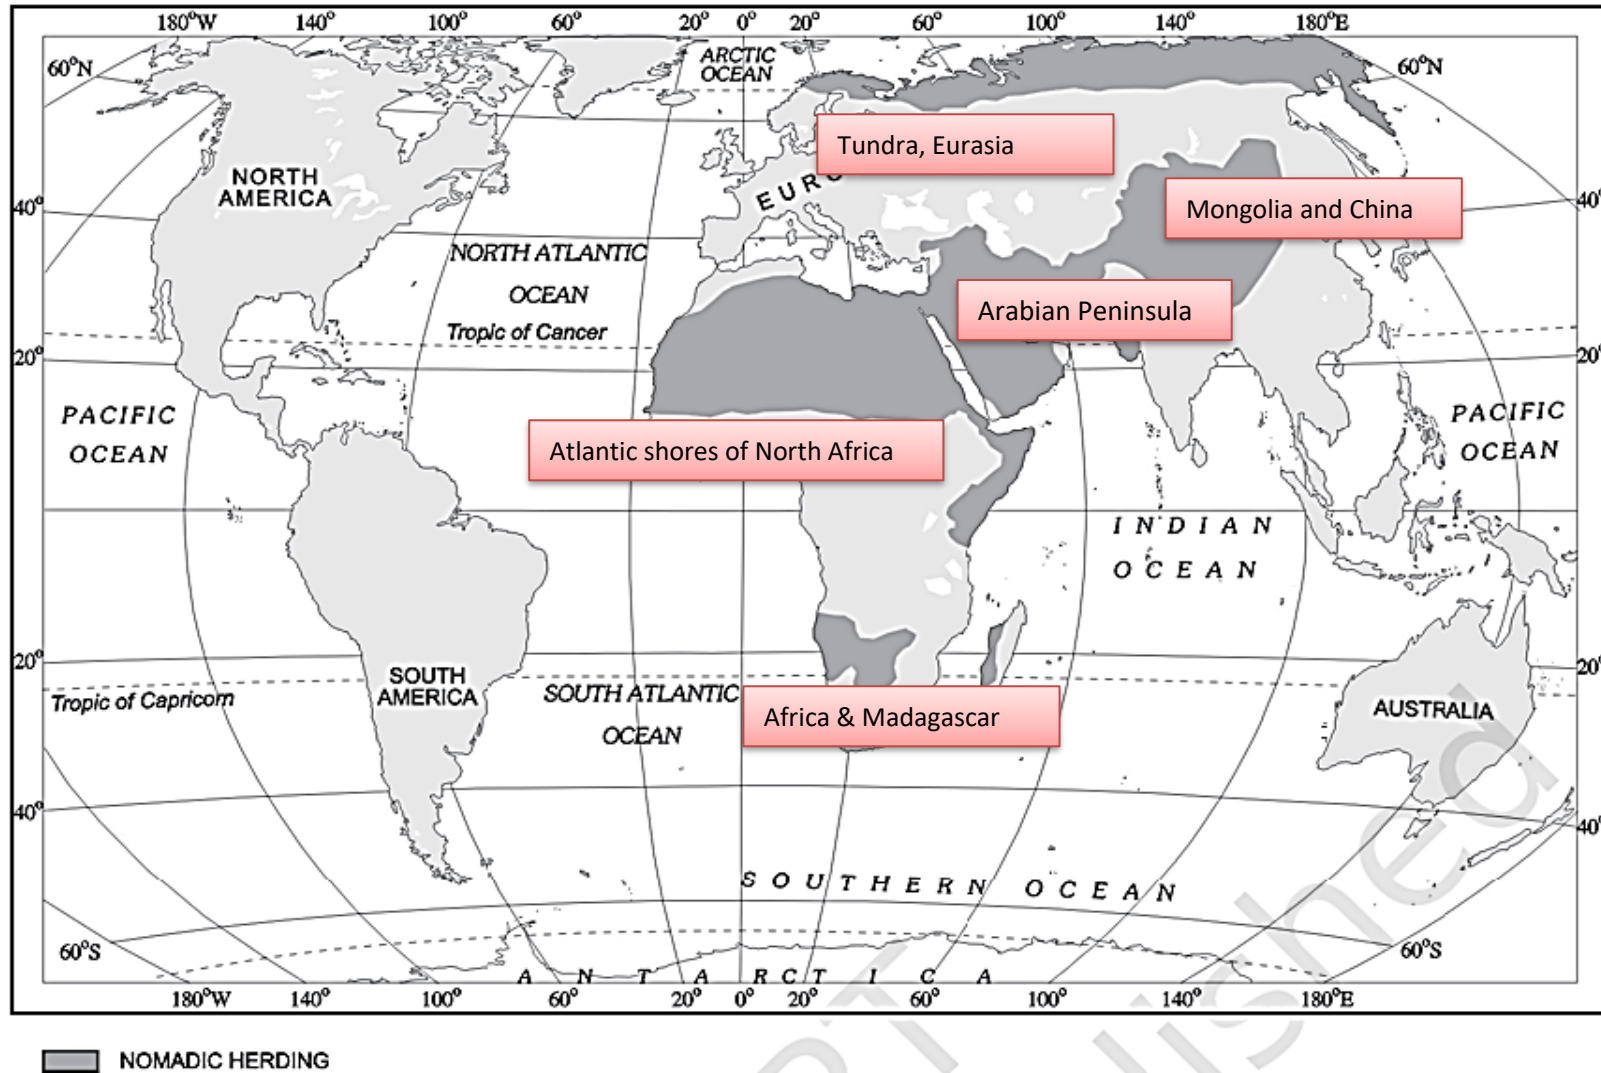 180°W 140° 100° 60° 20° 0° 20° 60° 100° 140° 180°E
ARCTIC
OCEAN
60°N
60°N
Tundra, Eurasia
NORTH
AMERICA
EURO
Mongolia and China
40°
40°
NORTH ATLANTIC
OCEAN
Arabian Peninsula
Tropic of Cancer
20°
20°
PACIFIC
OCEAN
PACIFIC
OCEAN
Atlantic shores of North Africa
INDIAN
OCEAN
20°
20°
SOUTH
AMERICA
Tropic of Capricorn
SOUTH ATLANTIC
OCEAN
Africa & Madagascar
AUSTRALIA
40°
40°
SOUTHERN OCEAN
60°S
60°S
ANTARCTICA
180°W 140° 100° 60° 20° 0° 20° 60° 100° 140° 180°E
NOMADIC HERDING